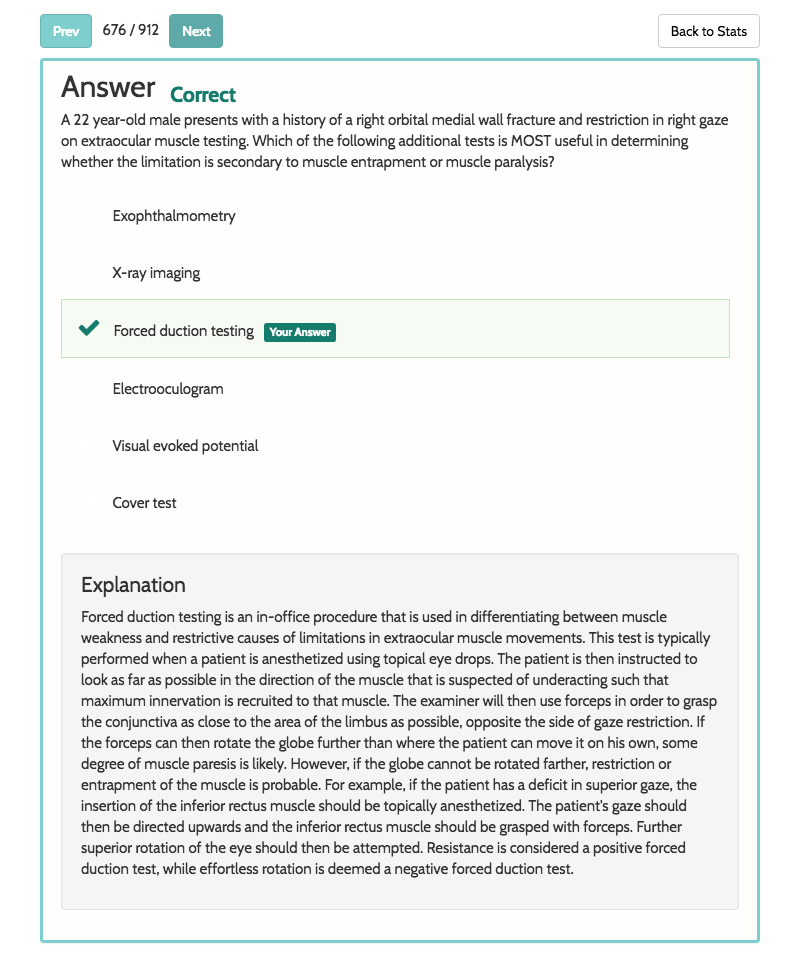 Prev 676 / 912 Next Back to Stats
Answer Correct
A 22 year-old male presents with a history of a right orbital medial wall fracture and restriction in right gaze
on extraocular muscle testing. Which of the following additional tests is MOST useful in determining
whether the limitation is secondary to muscle entrapment or muscle paralysis?
Exophthalmometry
X-ray imaging
Forced duction testing Your Answer
Electrooculogram
Visual evoked potential
Cover test
Explanation
Forced duction testing is an in-office procedure that is used in differentiating between muscle
weakness and restrictive causes of limitations in extraocular muscle movements. This test is typically
performed when a patient is anesthetized using topical eye drops. The patient is then instructed to
look as far as possible in the direction of the muscle that is suspected of underacting such that
maximum innervation is recruited to that muscle. The examiner will then use forceps in order to grasp
the conjunctiva as close to the area of the limbus as possible, opposite the side of gaze restriction. If
the forceps can then rotate the globe further than where the patient can move it on his own, some
degree of muscle paresis is likely. However, if the globe cannot be rotated farther, restriction or
entrapment of the muscle is probable. For example, if the patient has a deficit in superior gaze, the
insertion of the inferior rectus muscle should be topically anesthetized. The patient's gaze should
then be directed upwards and the inferior rectus muscle should be grasped with forceps. Further
superior rotation of the eye should then be attempted. Resistance is considered a positive forced
duction test, while effortless rotation is deemed a negative forced duction test.